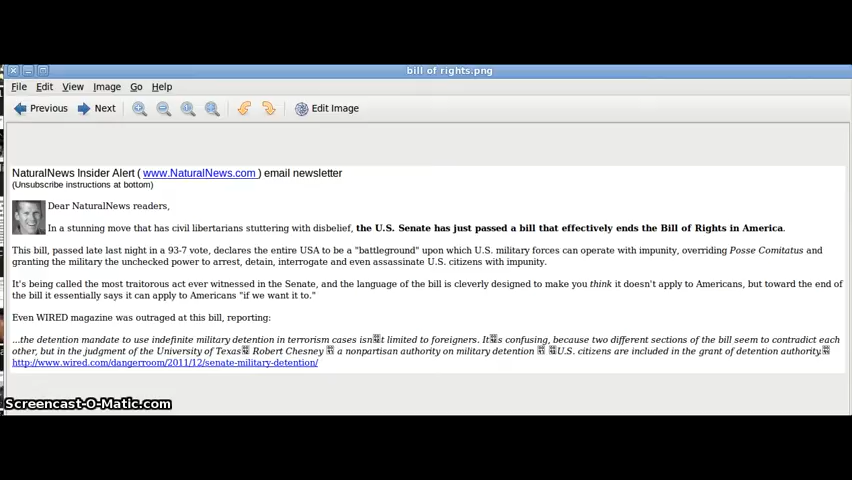 bill of rights.png
File Edit View Image Go Help
Previous Next Edit Image
NaturalNews Insider Alert ( www.NaturalNews.com ) email newsletter
(Unsubscribe instructions at bottom)
Dear NaturalNews readers,
In a stunning move that has civil libertarians stuttering with disbelief, the U.S. Senate has just passed a bill that effectively ends the Bill of Rights in America.
This bill, passed late last night in a 93-7 vote, declares the entire USA to be a "battleground" upon which U.S. military forces can operate with impunity, overriding Posse Comitatus and
granting the military the unchecked power to arrest, detain, interrogate and even assassinate U.S. citizens with impunity.
It's being called the most traitorous act ever witnessed in the Senate, and the language of the bill is cleverly designed to make you think it doesn't apply to Americans, but toward the end of
the bill it essentially says it can apply to Americans "if we want it to."
Even WIRED magazine was outraged at this bill, reporting:
...the detention mandate to use indefinite military detention in terrorism cases isn t limited to foreigners. It s confusing, because two different sections of the bill seem to contradict each
other, but in the judgment of the University of Texas Robert Chesney a nonpartisan authority on military detention U.S. citizens are included in the grant of detention authority.
http://www.wired.com/dangerroom/2011/12/senate-military-detention/
Screencast-O-Matic.com